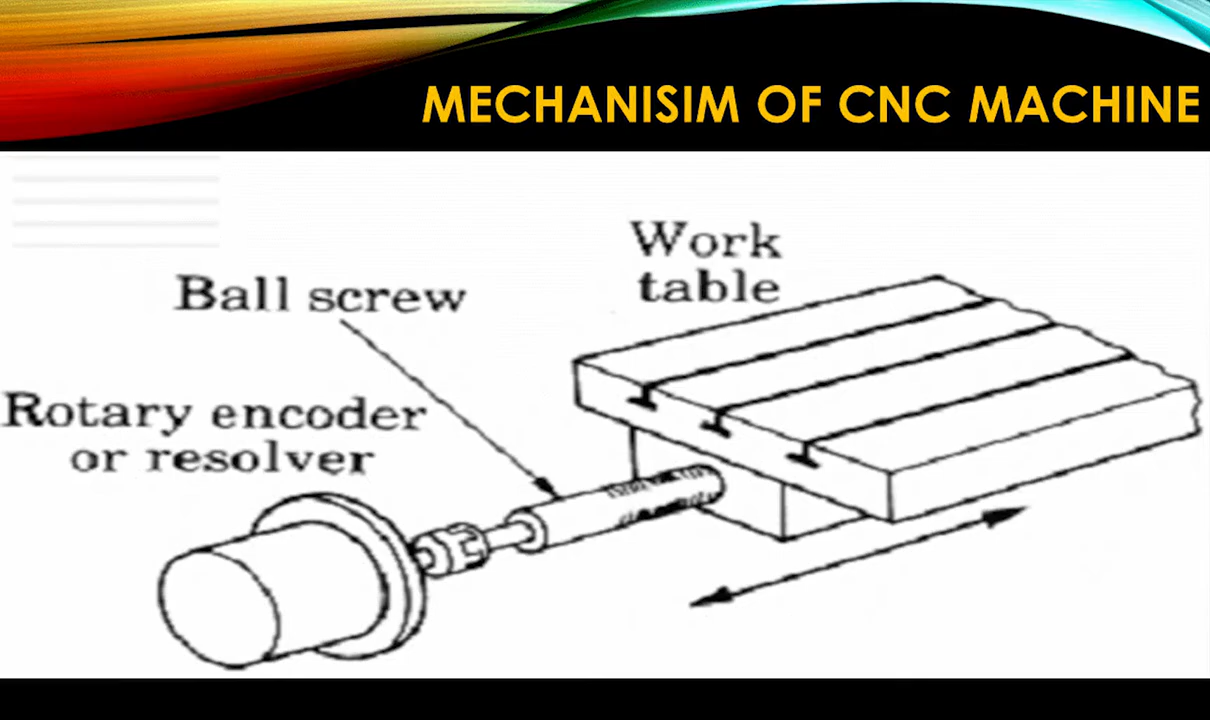 MECHANISIM OF CNC MACHINE
Work
table
Ball screw
Rotary encoder
or resolver